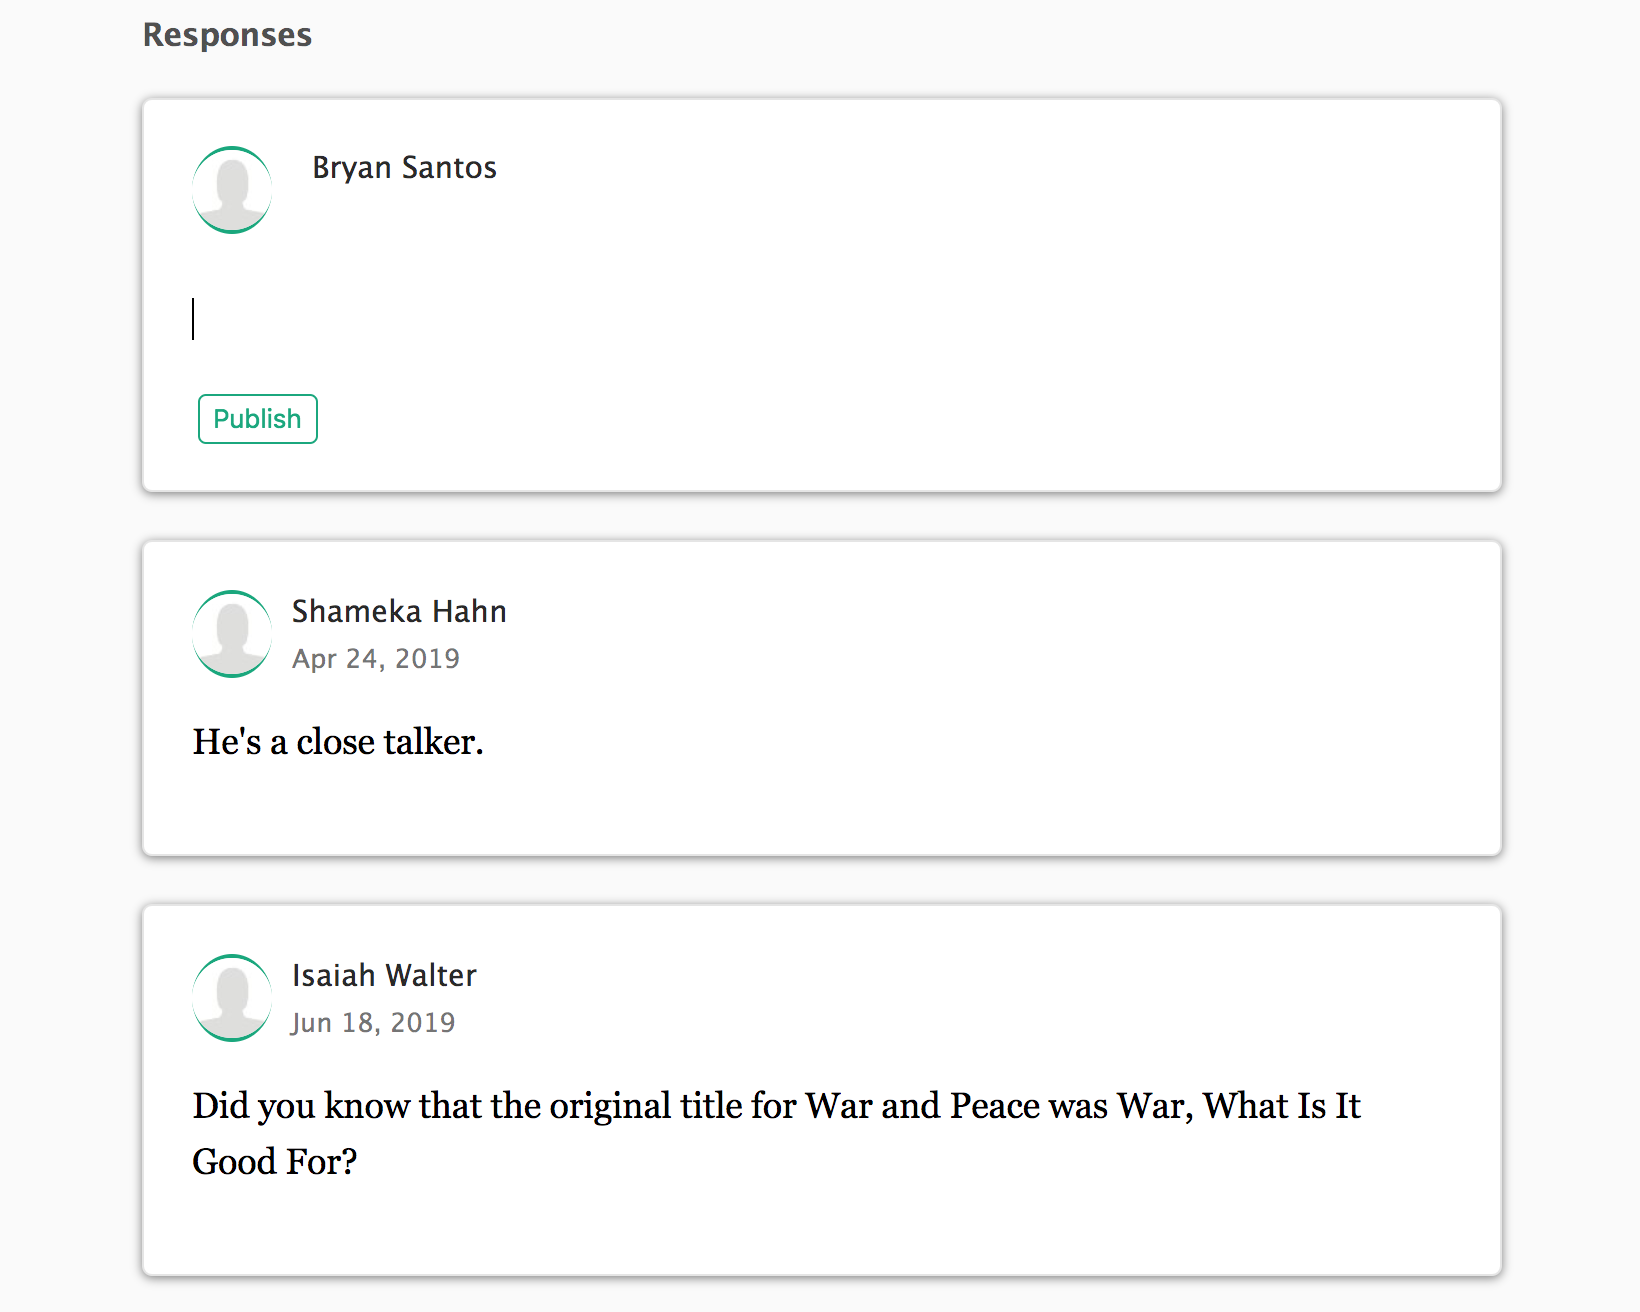 Responses
Bryan Santos
Publish
Shameka Hahn
Apr 24, 2019
He's a close talker.
Isaiah Walter
Jun 18, 2019
Did you know that the original title for War and Peace was War, What Is It
Good For?